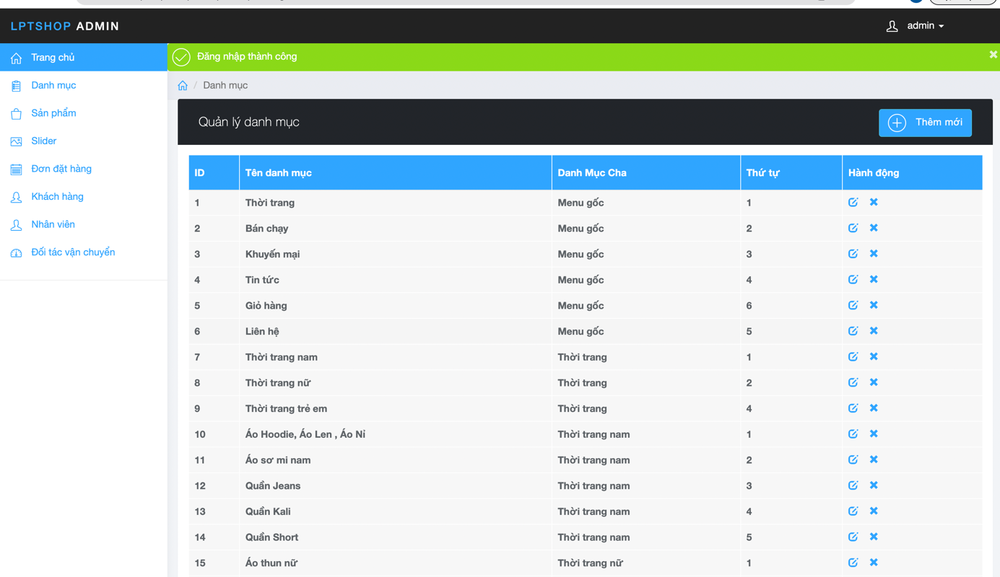 LPTSHOP ADMIN
admin
Trang chủ
Danh mục
Sản phẩm
Slider
Đơn đặt hàng
Khách hàng
Nhân viên
Đối tác vận chuyển
Đăng nhập thành công
/ Danh mục
Quản lý danh mục
Thêm mới
ID Tên danh mục Danh Mục Cha Thứ tự Hành động
1 Thời trang Menu gốc 1
2 Bán chạy Menu gốc 2
3 Khuyến mại Menu gốc 3
4 Tin tức Menu gốc 4
5 Giỏ hàng Menu gốc 6
6 Liên hệ Menu gốc 5
7 Thời trang nam Thời trang 1
8 Thời trang nữ Thời trang 2
9 Thời trang trẻ em Thời trang 4
10 Áo Hoodie, Áo Len , Áo Nỉ Thời trang nam 1
11 Áo sơ mi nam Thời trang nam 2
12 Quần Jeans Thời trang nam 3
13 Quần Kali Thời trang nam 4
14 Quần Short Thời trang nam 5
15 Áo thun nữ Thời trang nữ 1